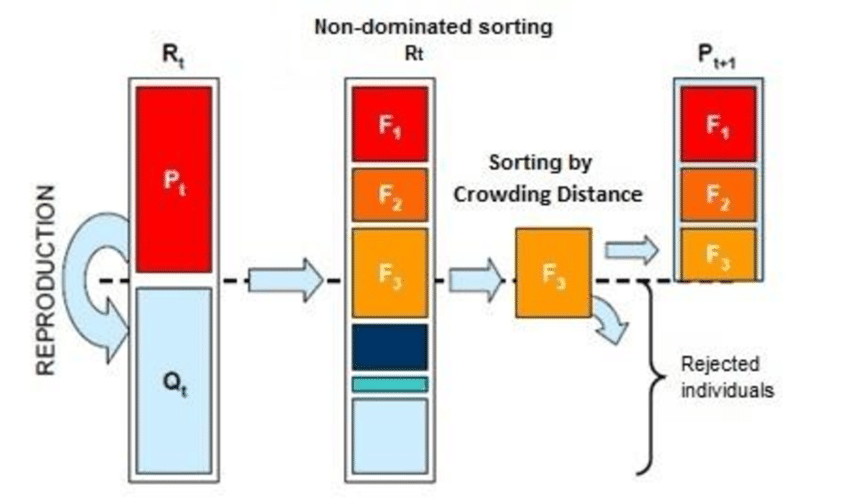 Non-dominated sorting
R_t
Rt
P_t+1
P_t
F_1
F_1
F_2
F_2
Sorting by
Crowding Distance
REPRODUCTION
F_3
F_3
F_3
Q_t
Rejected
individuals